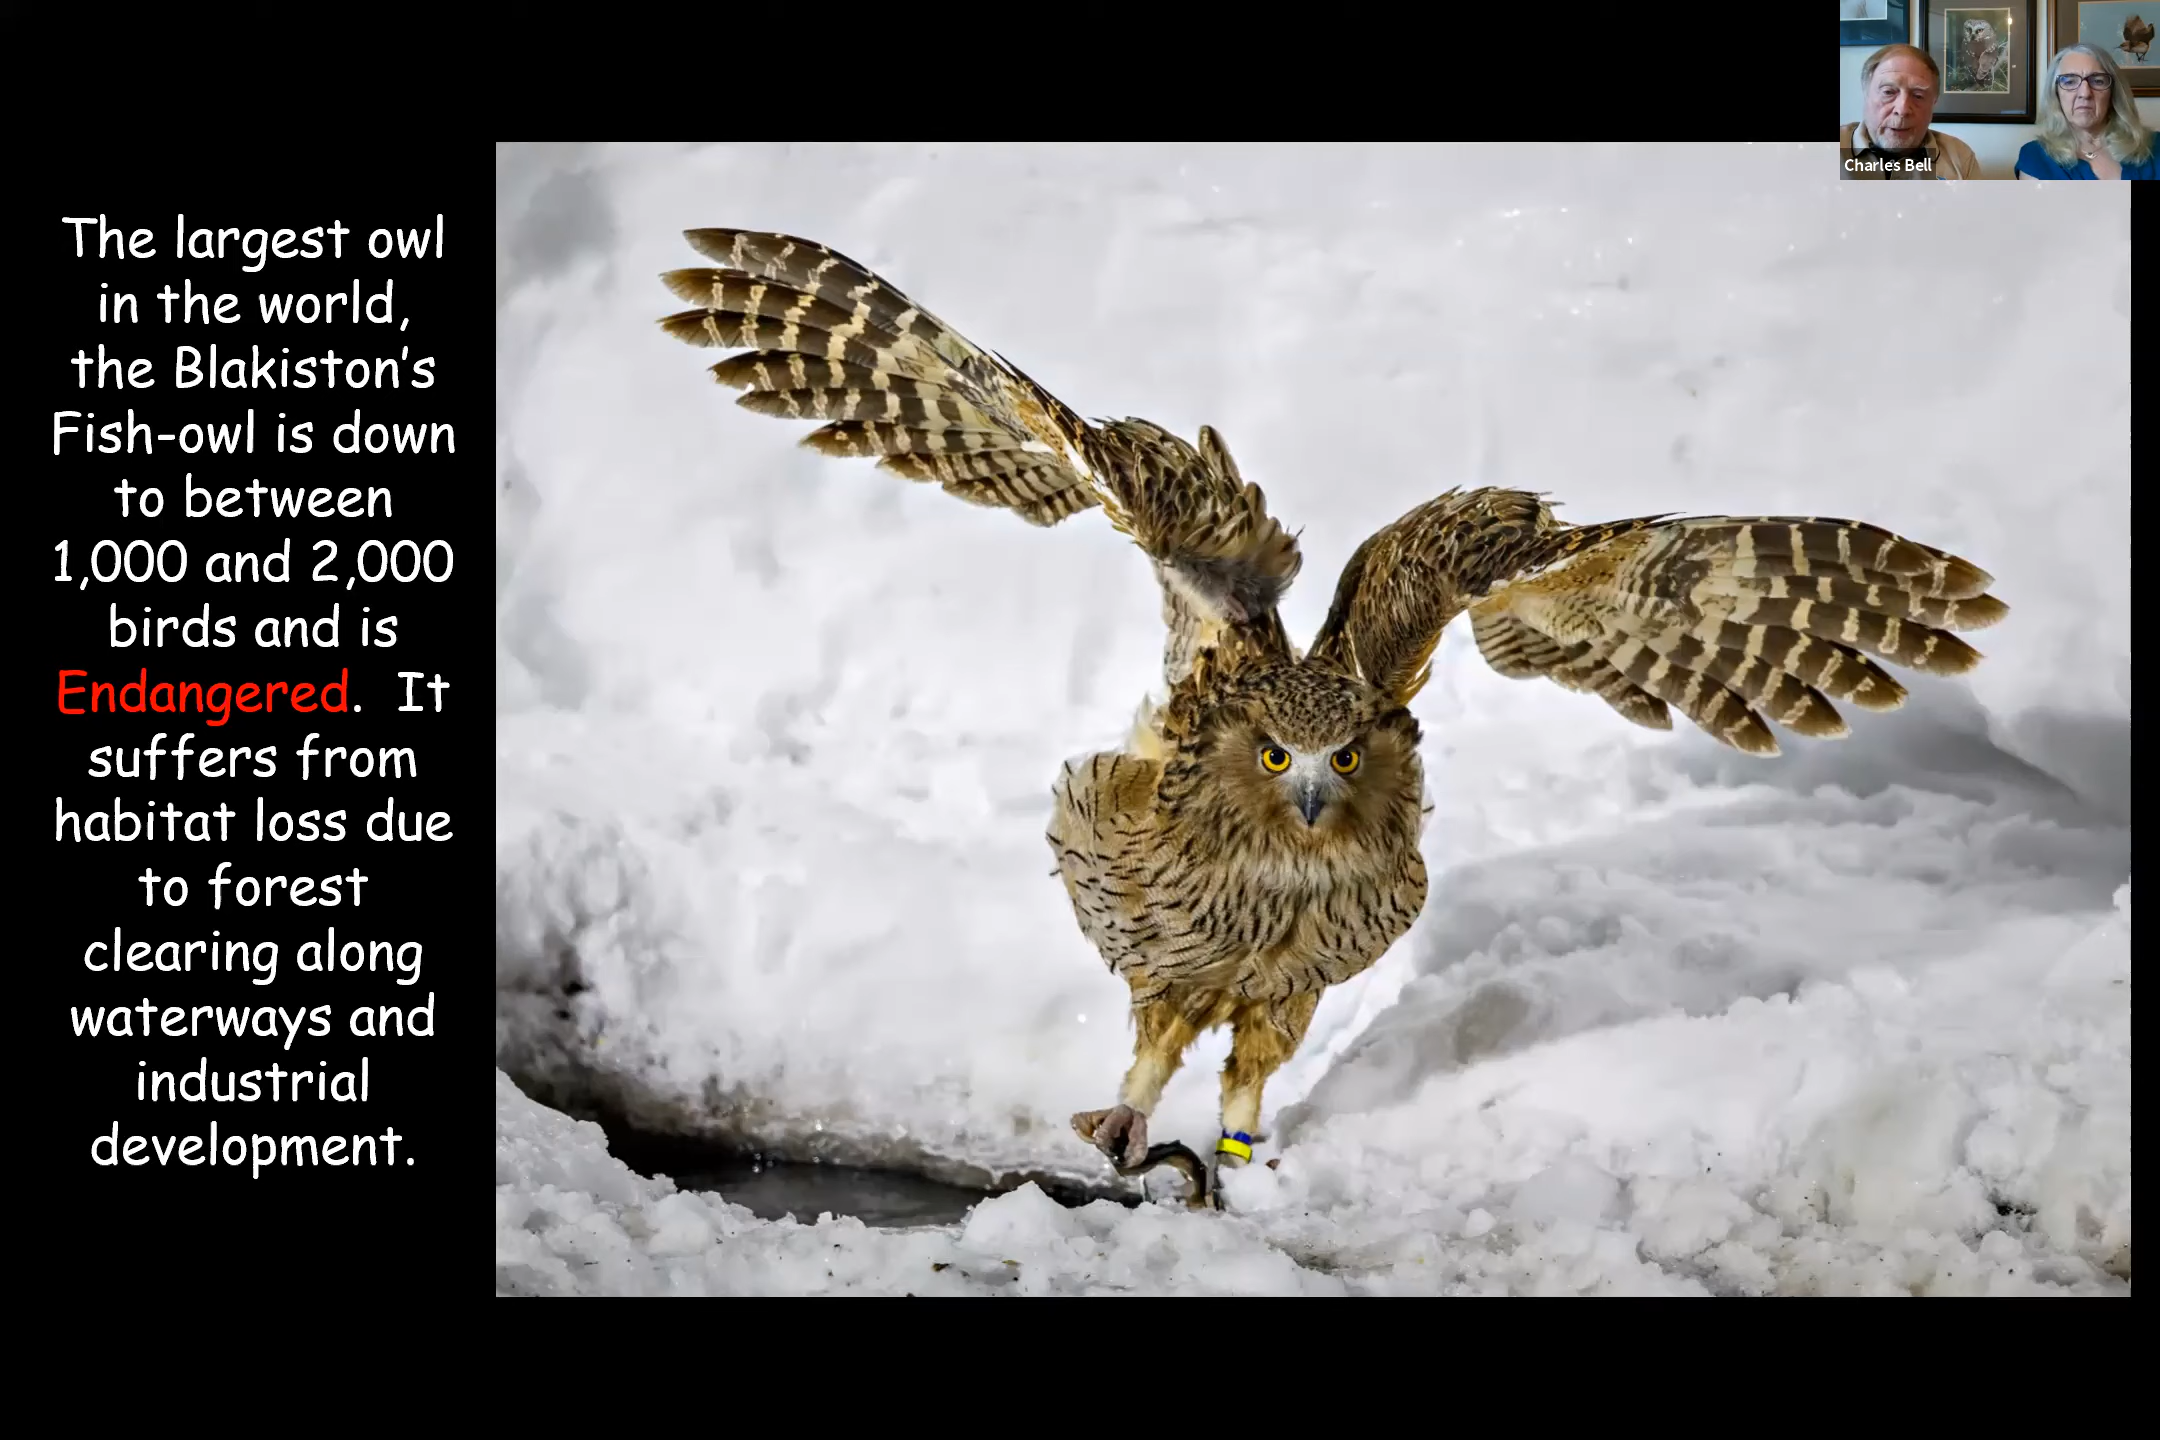 The largest owl
in the world,
the Blakiston's
Fish-owl is down
to between
1,000 and 2,000
birds and is
Endangered.  It
suffers from
habitat loss due
to forest
clearing along
waterways and
industrial
development.
Charles Bell